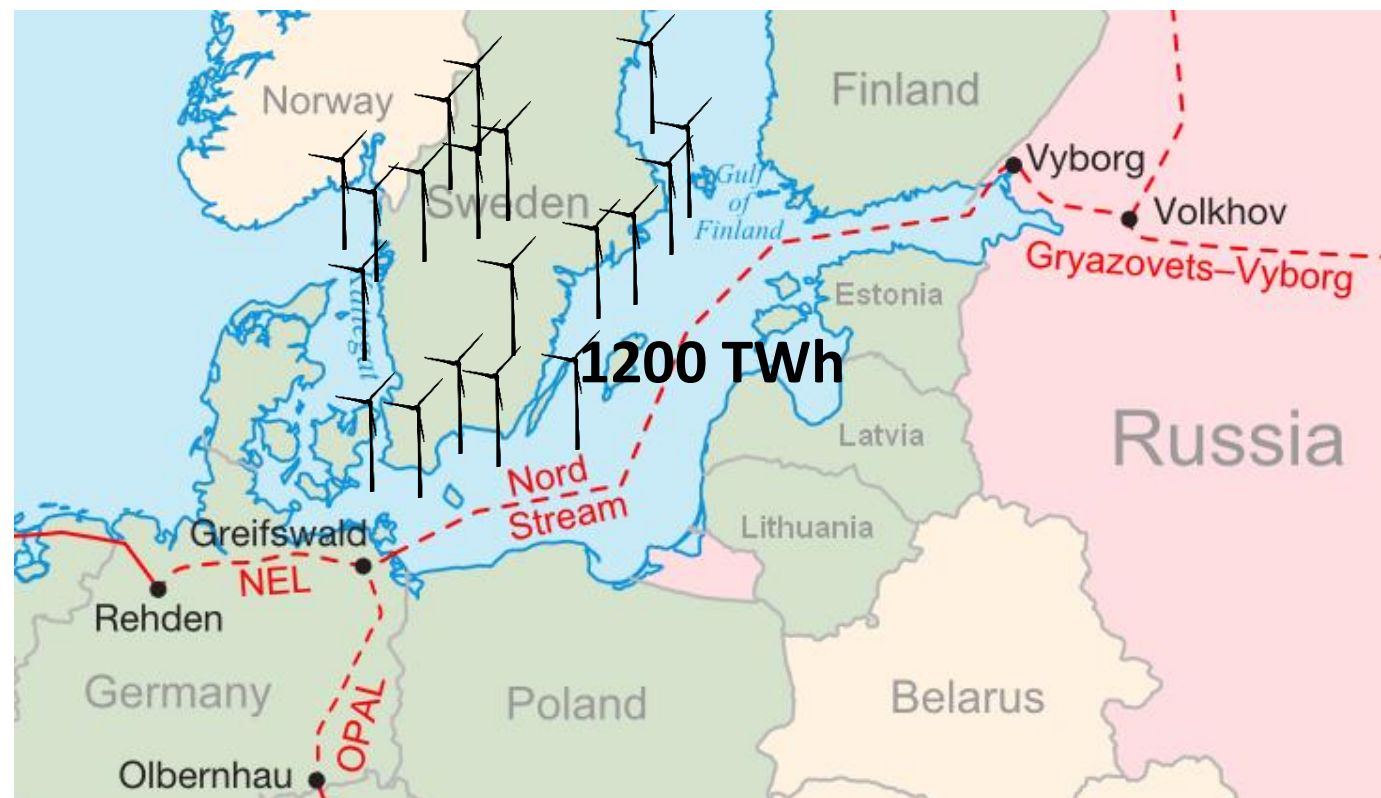 Norway
Finland
Vyborg
Gulf
of
Finland
Sweden
Volkhov
Gryazovets–Vyborg
Estonia
Kattegat
1200 TWh
Latvia
Russia
Nord
Stream
Lithuania
Greifswald
NEL
Rehden
Germany
OPAL
Poland
Belarus
Olbernhau